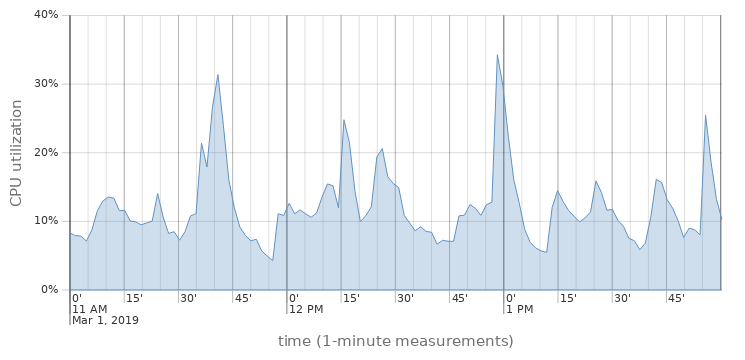 40%
30%
20%
10%
0%
CPU utilization
0' 15' 30' 45' 0' 15' 30' 45' 0' 15' 30' 45'
11 AM 12 PM 1 PM
Mar 1, 2019
time (1-minute measurements)